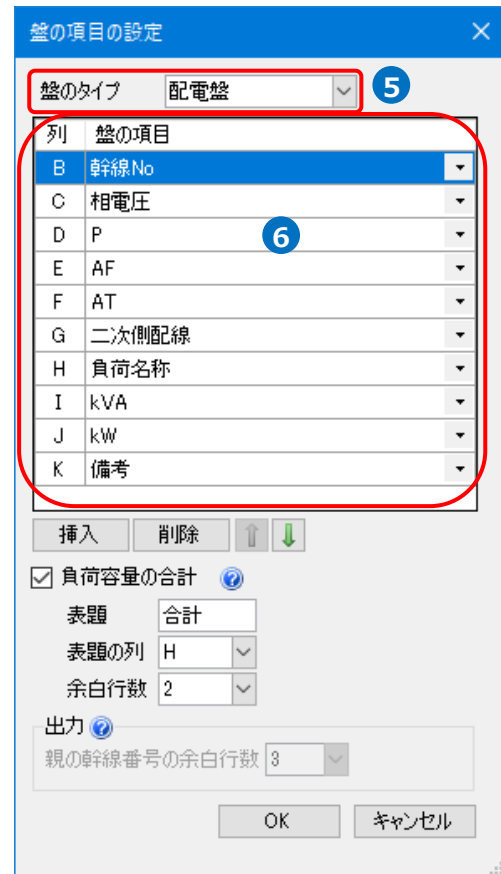 盤の項目の設定
盤のタイプ 配電盤 5
列 盤の項目
B 幹線No
C 相電圧
D P 6
E AF
F AT
G 二次側配線
H 負荷名称
I kVA
J kW
K 備考
挿入 削除
負荷容量の合計
表題 合計
表題の列 H
余白行数 2
出力
親の幹線番号の余白行数 3
OK キャンセル